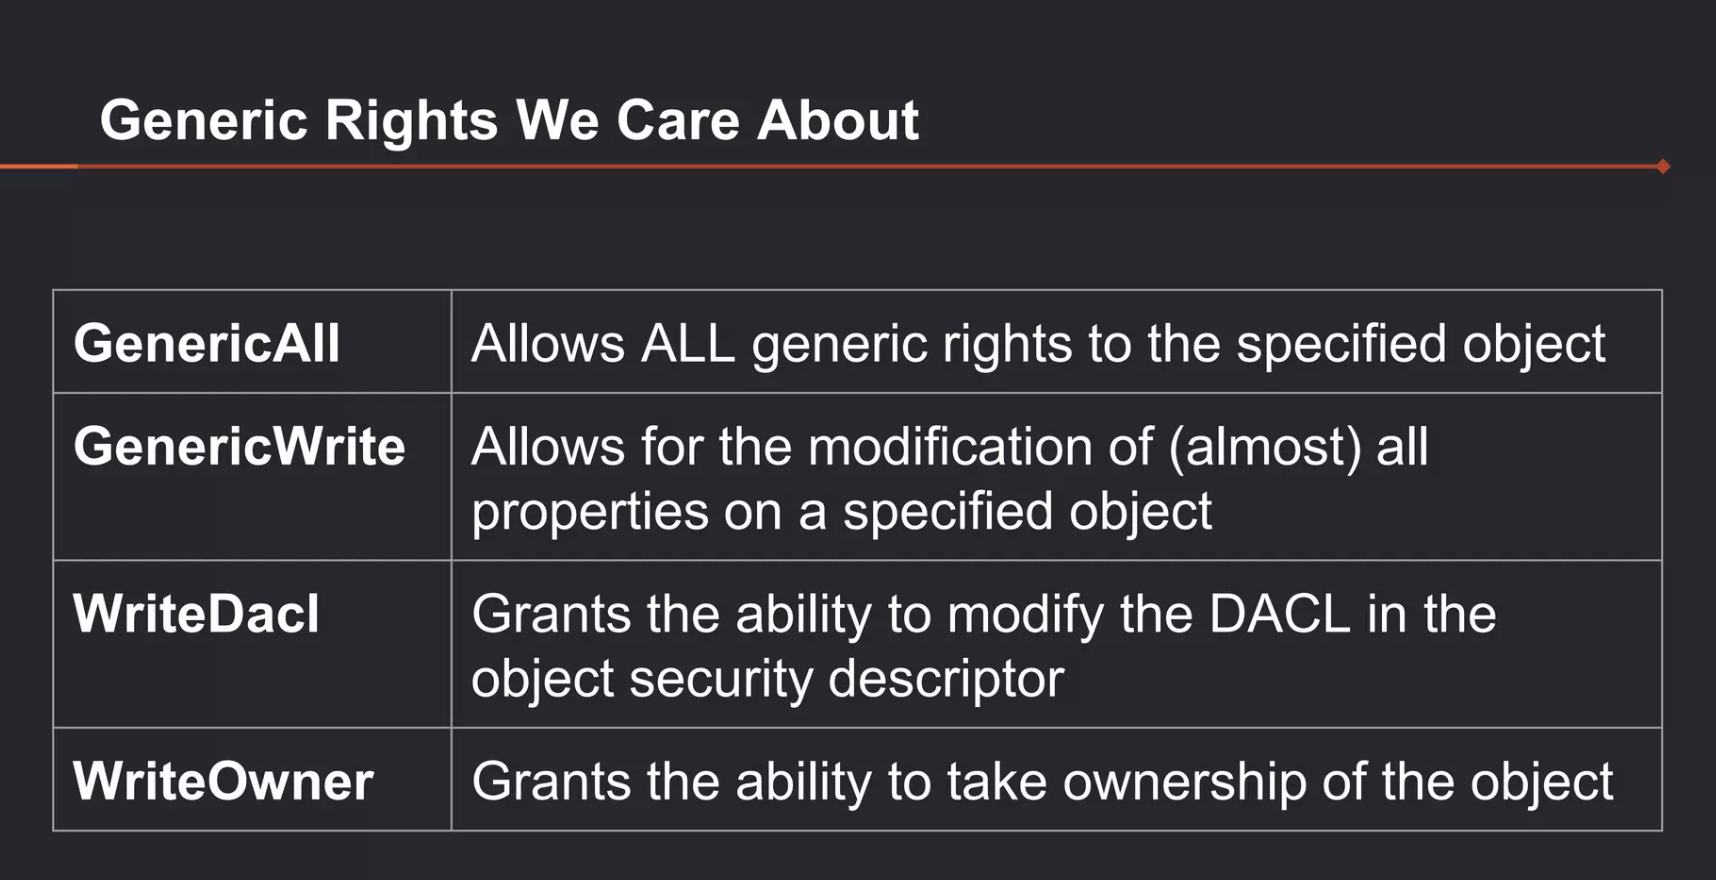 Generic Rights We Care About
GenericAll
Allows ALL generic rights to the specified object
GenericWrite
Allows for the modification of (almost) all
properties on a specified object
WriteDacl
Grants the ability to modify the DACL in the
object security descriptor
WriteOwner
Grants the ability to take ownership of the object